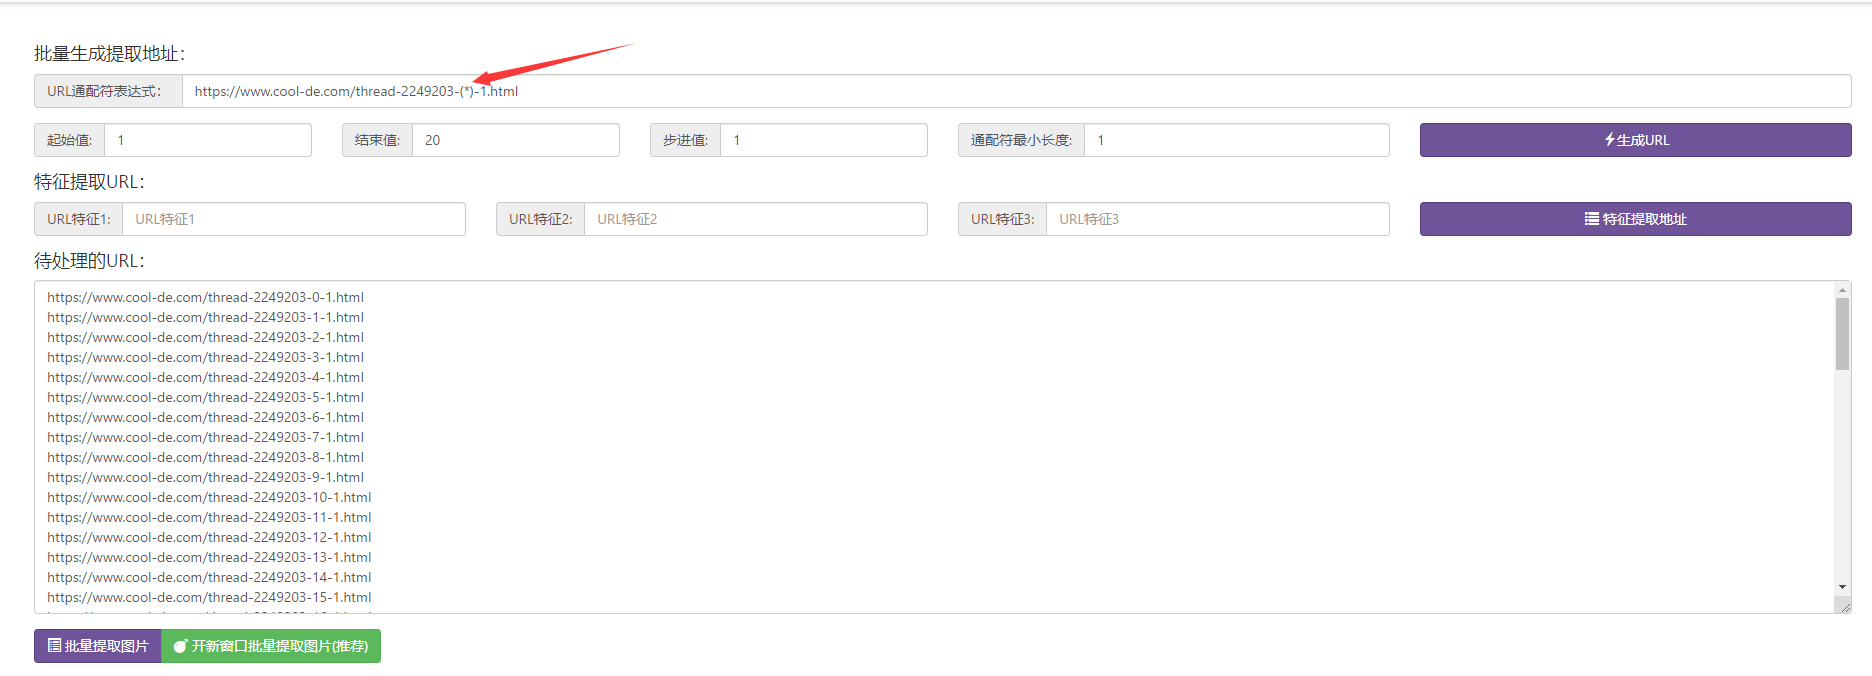 批量生成提取地址：
URL通配符表达式： https://www.cool-de.com/thread-2249203-(*)-1.html
起始值: 1 结束值: 20 步进值: 1 通配符最小长度: 1 生成URL
特征提取URL：
URL特征1: URL特征1 URL特征2: URL特征2 URL特征3: URL特征3 特征提取地址
待处理的URL：
https://www.cool-de.com/thread-2249203-0-1.html
https://www.cool-de.com/thread-2249203-1-1.html
https://www.cool-de.com/thread-2249203-2-1.html
https://www.cool-de.com/thread-2249203-3-1.html
https://www.cool-de.com/thread-2249203-4-1.html
https://www.cool-de.com/thread-2249203-5-1.html
https://www.cool-de.com/thread-2249203-6-1.html
https://www.cool-de.com/thread-2249203-7-1.html
https://www.cool-de.com/thread-2249203-8-1.html
https://www.cool-de.com/thread-2249203-9-1.html
https://www.cool-de.com/thread-2249203-10-1.html
https://www.cool-de.com/thread-2249203-11-1.html
https://www.cool-de.com/thread-2249203-12-1.html
https://www.cool-de.com/thread-2249203-13-1.html
https://www.cool-de.com/thread-2249203-14-1.html
https://www.cool-de.com/thread-2249203-15-1.html
批量提取图片 开新窗口批量提取图片(推荐)